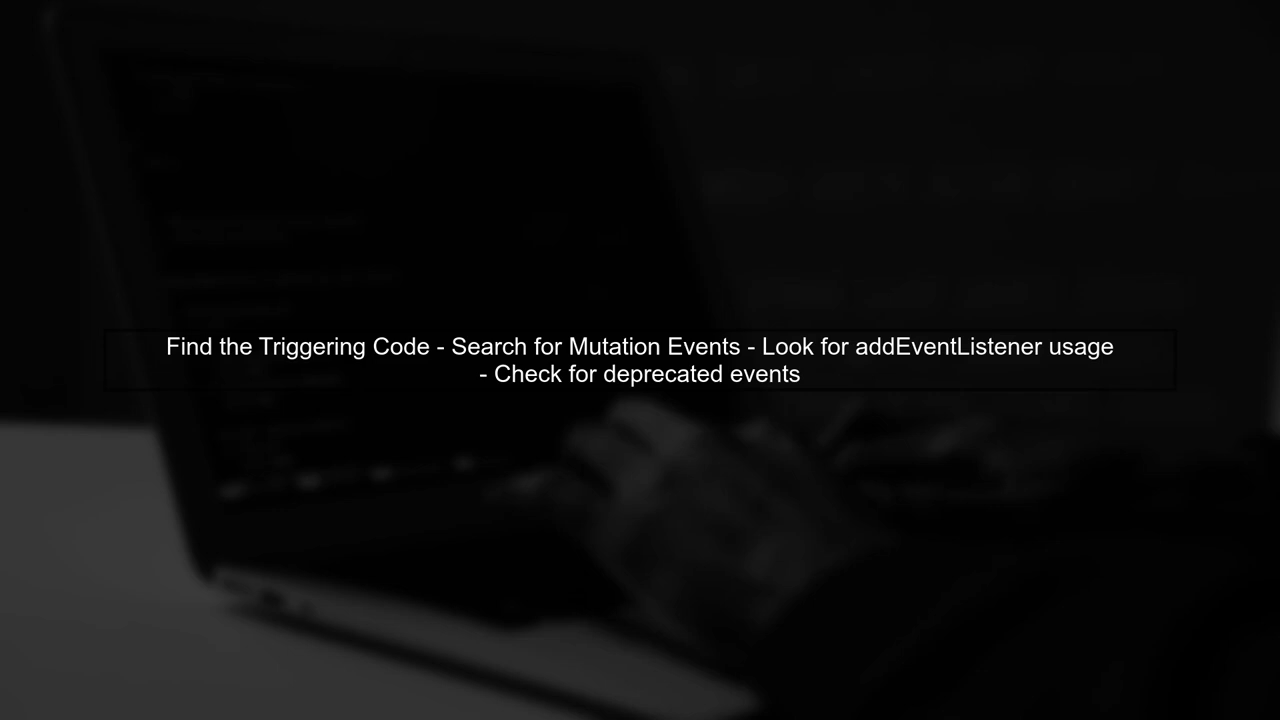 Find the Triggering Code - Search for Mutation Events - Look for addEventListener usage
- Check for deprecated events